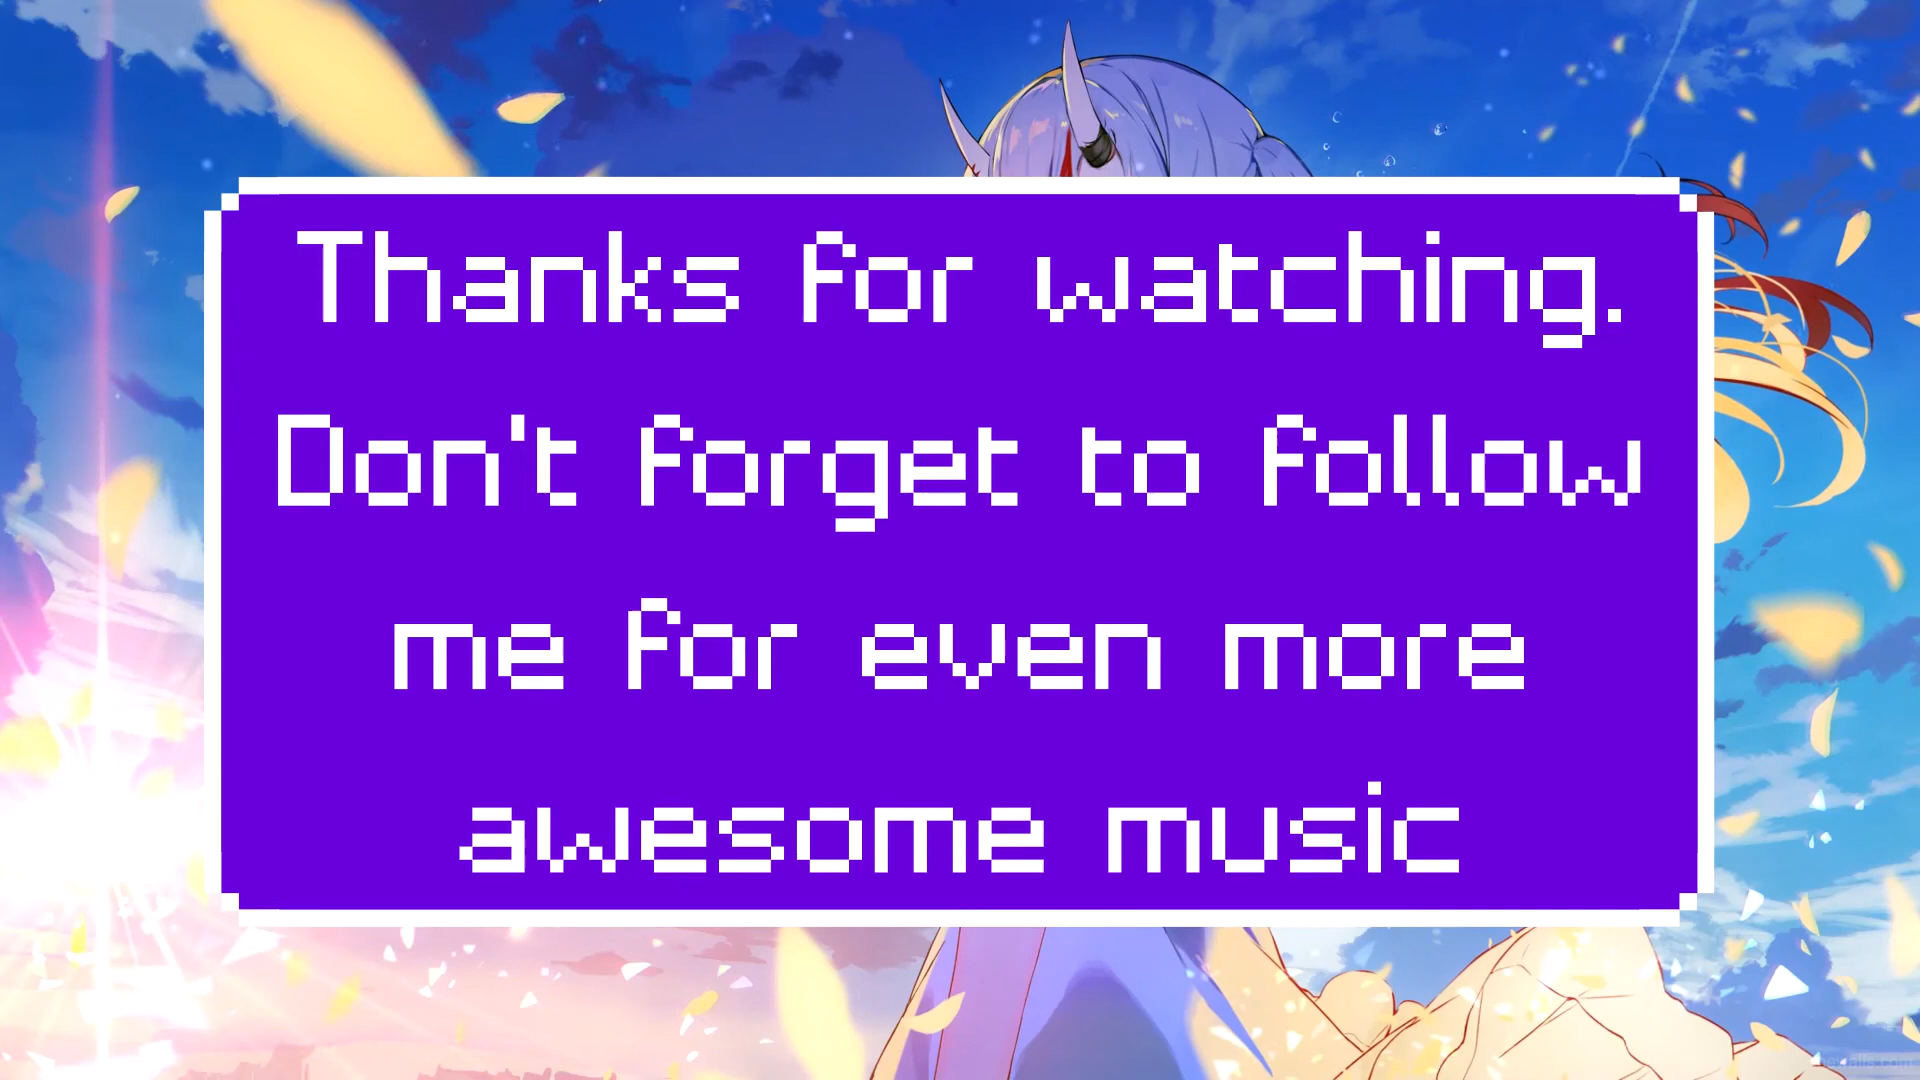 Thanks for watching.
Don't forget to follow
me for even more
awesome music